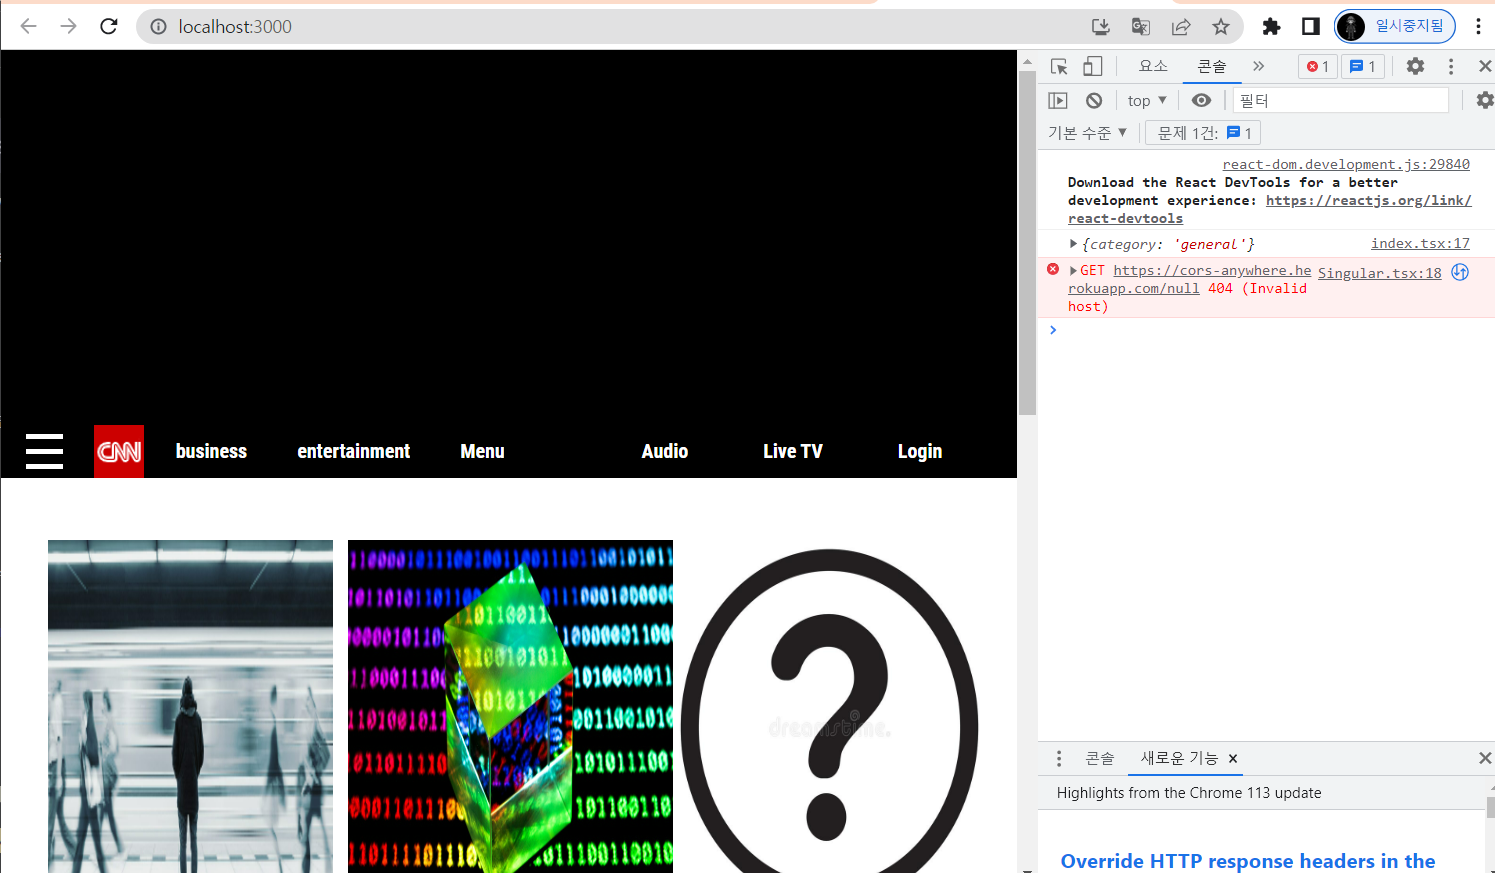 localhost:3000
일시중지됨
요소
콘솔
1
1
top
필터
기본 수준
문제 1건:
1
react-dom.development.js:29840
Download the React DevTools for a better
development experience: https://reactjs.org/link/
react-devtools
{category: 'general'}
index.tsx:17
GET https://cors-anywhere.he
Singular.tsx:18
rokuapp.com/null 404 (Invalid
host)
CNN
business
entertainment
Menu
Audio
Live TV
Login
dreamstime.
콘솔
새로운 기능
Highlights from the Chrome 113 update
Override HTTP response headers in the